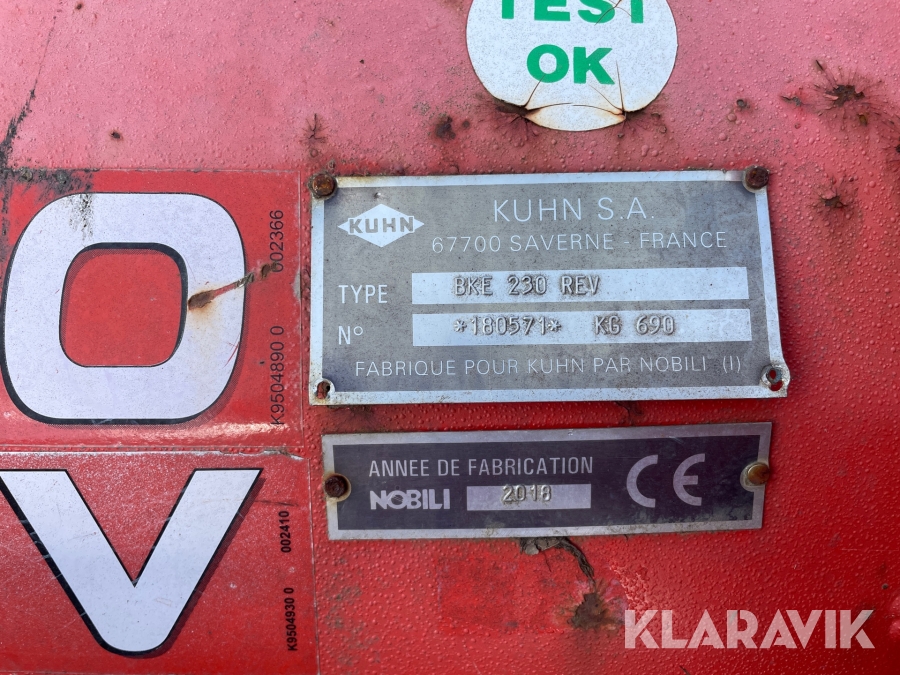 TEST
OK
O
K9504890 0 002366
KUHN
KUHN S.A.
67700 SAVERNE - FRANCE
TYPE BKE 230 REV
N° *180571* KG 690
FABRIQUE POUR KUHN PAR NOBILI (I)
V
K9504930 0 002410
ANNEE DE FABRICATION
NOBILI 2018 CE
KLARAVIK